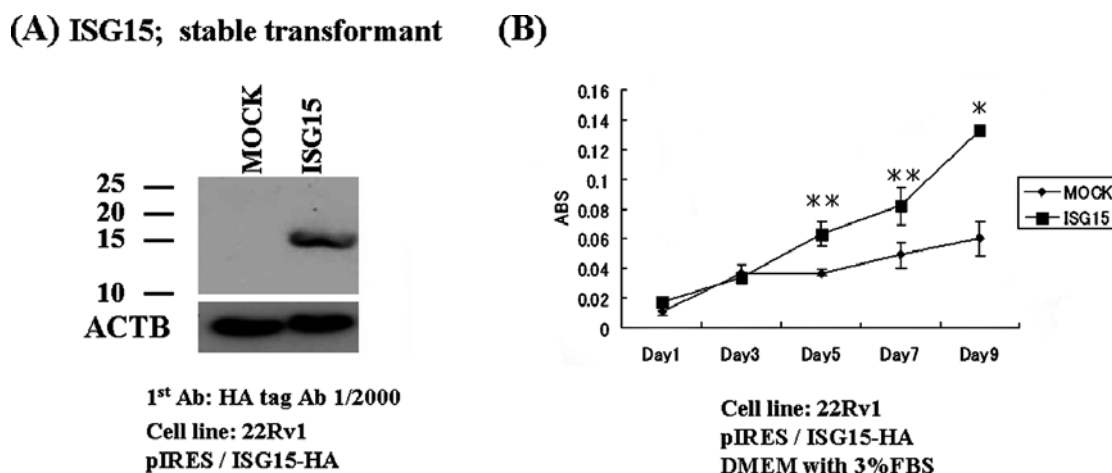 (A) ISG15; stable transformant
MOCK
ISG15
25
20
15
10
ACTB
1st Ab: HA tag Ab 1/2000
Cell line: 22Rv1
pIRES / ISG15-HA
(B)
ABS
0.16
0.14
0.12
0.1
0.08
0.06
0.04
0.02
0
**
**
*
MOCK
ISG15
Day1 Day3 Day5 Day7 Day9
Cell line: 22Rv1
pIRES / ISG15-HA
DMEM with 3%FBS